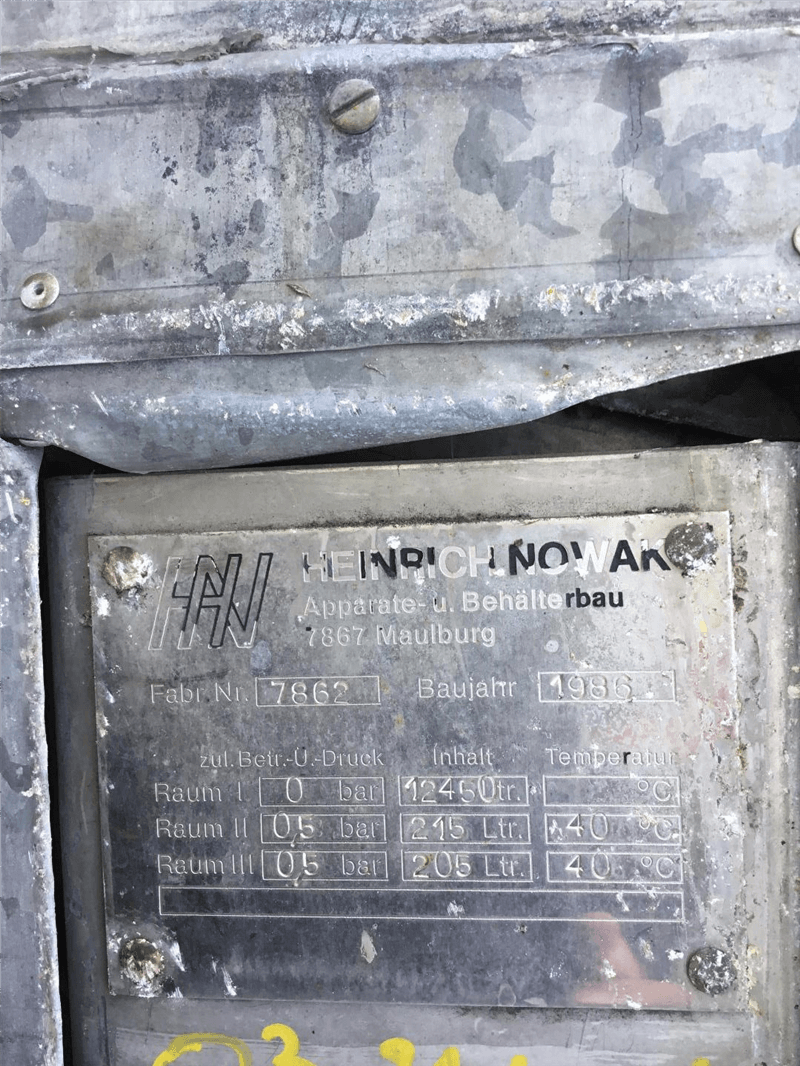 HN HEINRICH NOWAK
Apparate- u. Behälterbau
7867 Maulburg
Fabr. Nr. 7862 Baujahr 1986
zul. Betr.-Ü.-Druck Inhalt Temperatur
Raum I 0 bar 12450 Ltr. °C
Raum II 0,5 bar 215 Ltr. 40 °C
Raum III 0,5 bar 205 Ltr. 40 °C